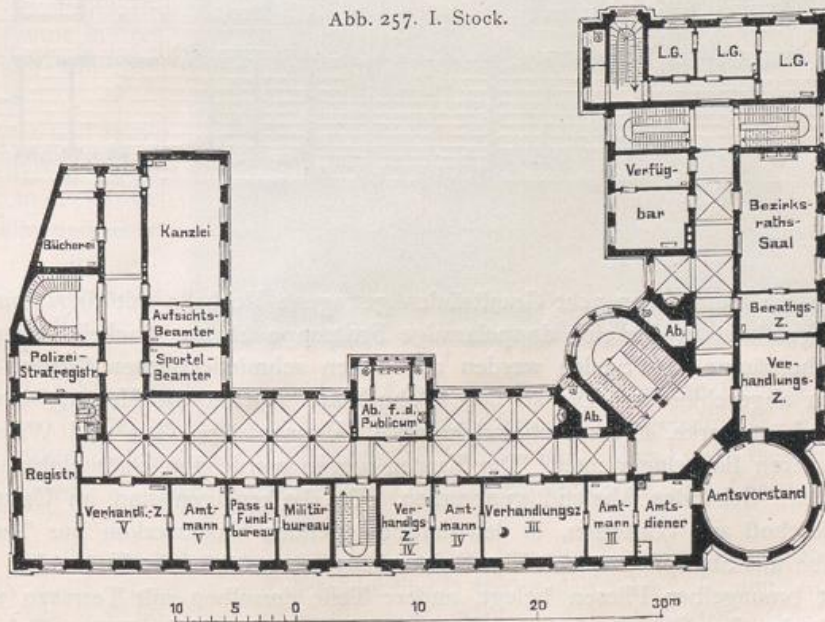 Abb. 257. I. Stock.
L.G.
L.G.
L.G.
Verfüg-
bar
Bezirks-
raths-
Saal
Kanzlei
Bücherei
Aufsichts-
Beamter
Berathgs-
Z.
Ab.
Polizei-
Strafregistr.
Sportel-
Beamter
Ver-
handlungs-
Z.
Ab. f. d.
Publicum
Ab.
Registr.
Verhandl.-Z.
V
Amt-
mann
V
Pass u.
Fund-
bureau
Militär
bureau
Verhandlgs
Z.
IV
Amt-
mann
IV
Verhandlungsz.
III
Amt-
mann
III
Amts-
diener
Amtsvorstand
10 5 0 10 20 30m